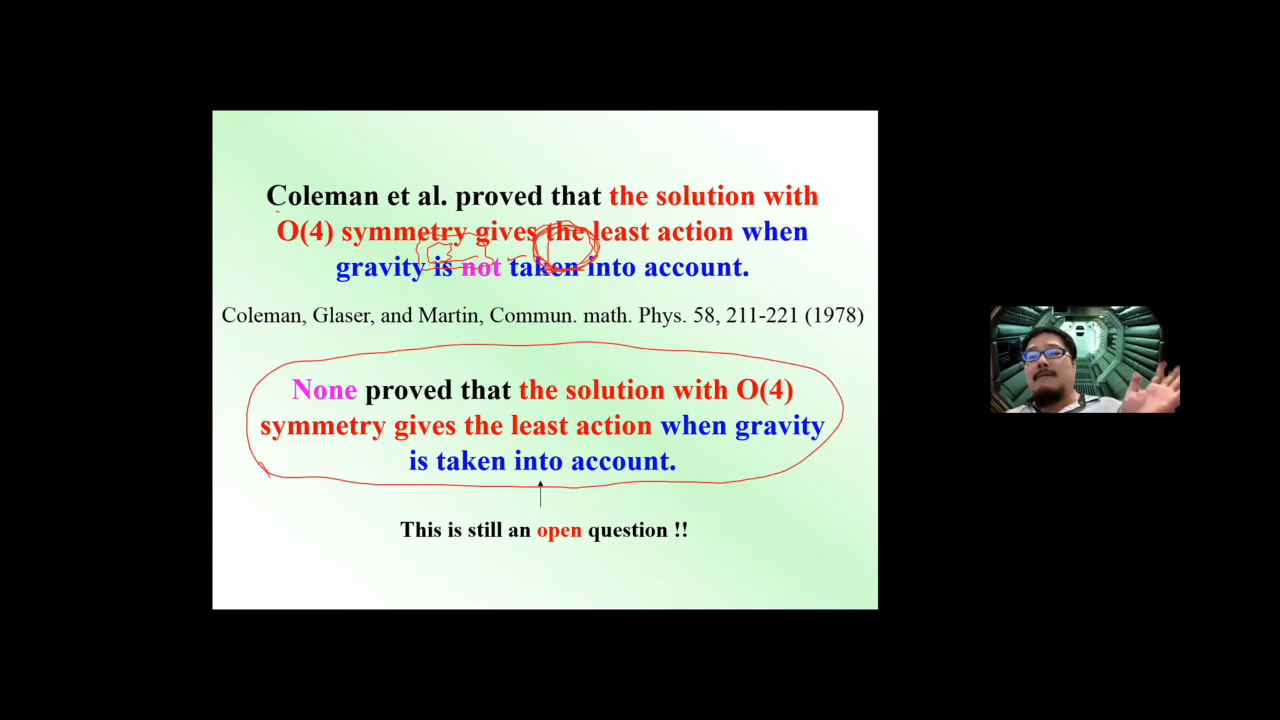 Coleman et al. proved that the solution with
O(4) symmetry gives the least action when
gravity is not taken into account.
Coleman, Glaser, and Martin, Commun. math. Phys. 58, 211-221 (1978)
None proved that the solution with O(4)
symmetry gives the least action when gravity
is taken into account.
This is still an open question !!